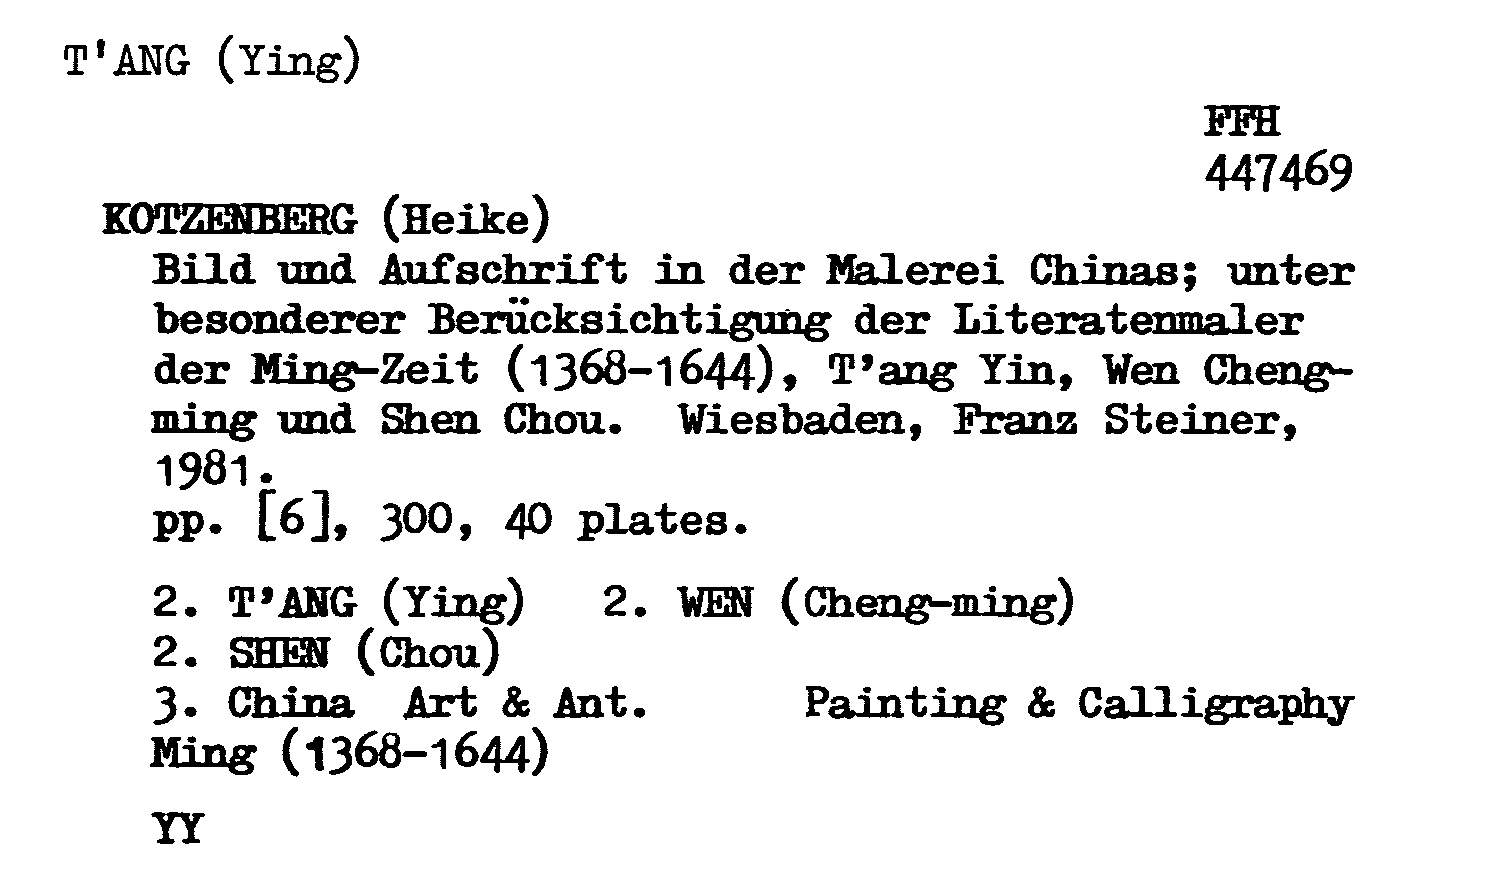 T'ANG (Ying)
FFH
447469
KOTZENBERG (Heike)
Bild und Aufschrift in der Malerei Chinas; unter
besonderer Berücksichtigung der Literatenmaler
der Ming-Zeit (1368-1644), T'ang Yin, Wen Cheng-
ming und Shen Chou. Wiesbaden, Franz Steiner,
1981.
pp. [6], 300, 40 plates.
2. T'ANG (Ying) 2. WEN (Cheng-ming)
2. SHEN (Chou)
3. China Art & Ant. Painting & Calligraphy
Ming (1368-1644)
YY